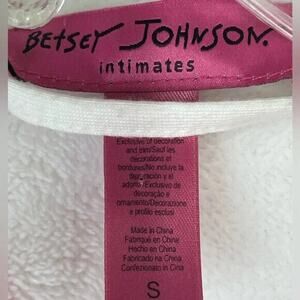 BETSEY JOHNSON.
intimates
Exclusive of decoration
and trim/Sauf les
décorations et
bordures/No incluye la
decoración y el
adorno/Exclusivo de
decoração e
ornamento/Decorazione
e profilo esclusi
Made in China
Fabriqué en China
Hecho en China
Fabricado na China
Confezionato in Cina
S